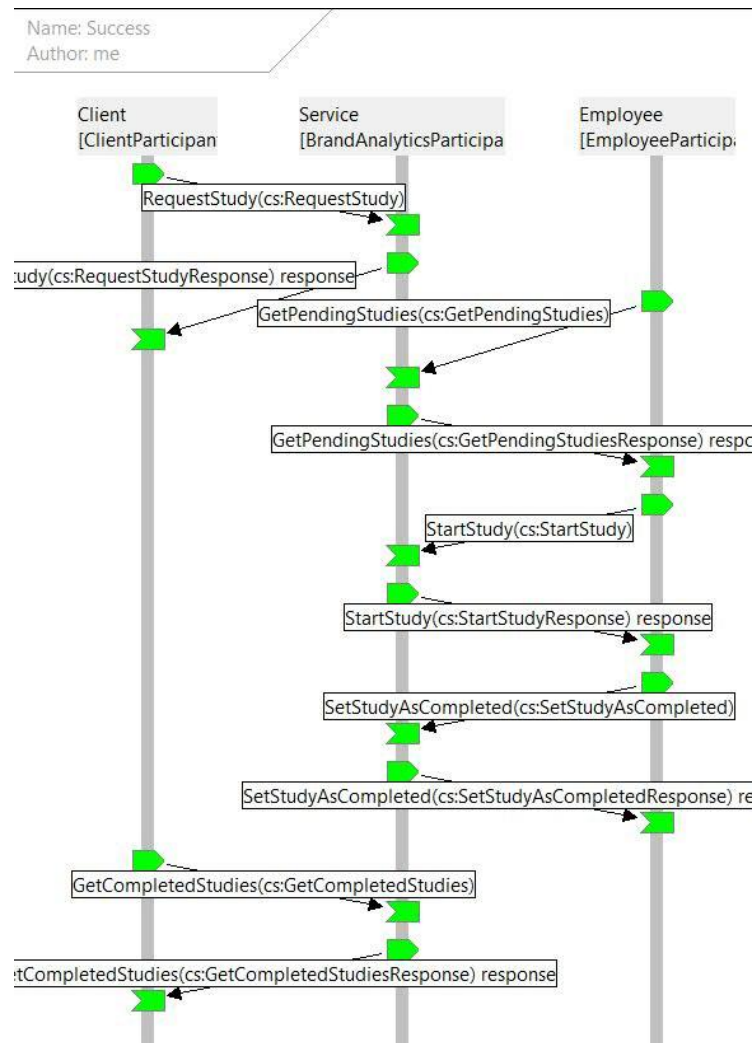 Name: Success
Author: me
Client
[ClientParticipant
Service
[BrandAnalyticsParticipa
Employee
[EmployeeParticipa
RequestStudy(cs:RequestStudy)
tudy(cs:RequestStudyResponse) response
GetPendingStudies(cs:GetPendingStudies)
GetPendingStudies(cs:GetPendingStudiesResponse) respo
StartStudy(cs:StartStudy)
StartStudy(cs:StartStudyResponse) response
SetStudyAsCompleted(cs:SetStudyAsCompleted)
SetStudyAsCompleted(cs:SetStudyAsCompletedResponse) re
GetCompletedStudies(cs:GetCompletedStudies)
etCompletedStudies(cs:GetCompletedStudiesResponse) response